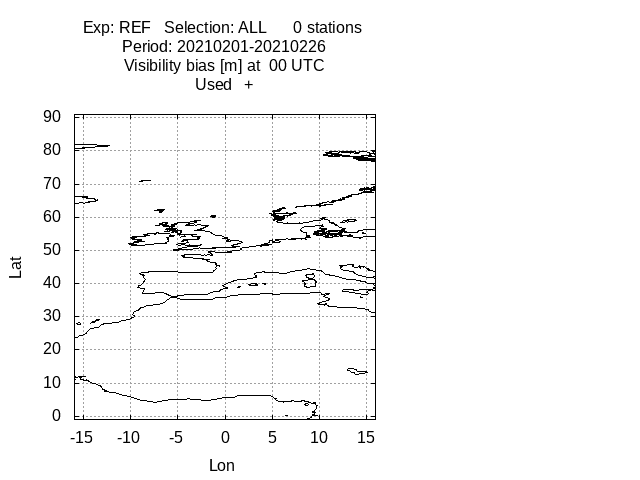 Exp: REF   Selection: ALL      0 stations
Period: 20210201-20210226
Visibility bias [m] at  00 UTC
Used   +
90
80
70
60
50
40
30
20
10
0
Lat
-15 -10 -5 0 5 10 15
Lon